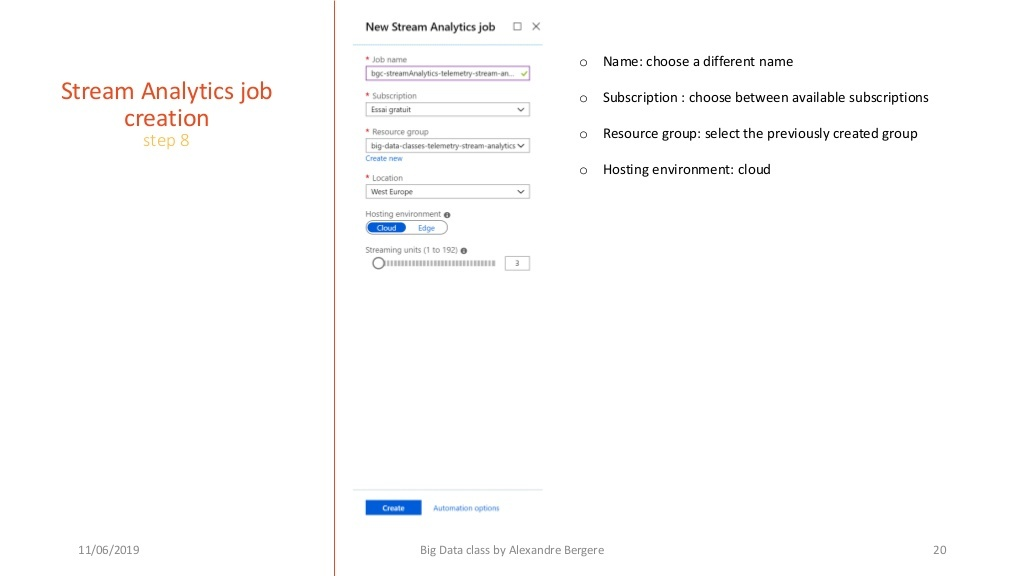 Stream Analytics job
creation
step 8
New Stream Analytics job
* Job name
bgc-streamAnalytics-telemetry-stream-an...
* Subscription
Essai gratuit
* Resource group
big-data-classes-telemetry-stream-analytics
Create new
* Location
West Europe
Hosting environment
Cloud Edge
Streaming units (1 to 192)
3
Create Automation options
o Name: choose a different name
o Subscription : choose between available subscriptions
o Resource group: select the previously created group
o Hosting environment: cloud
11/06/2019 Big Data class by Alexandre Bergere 20